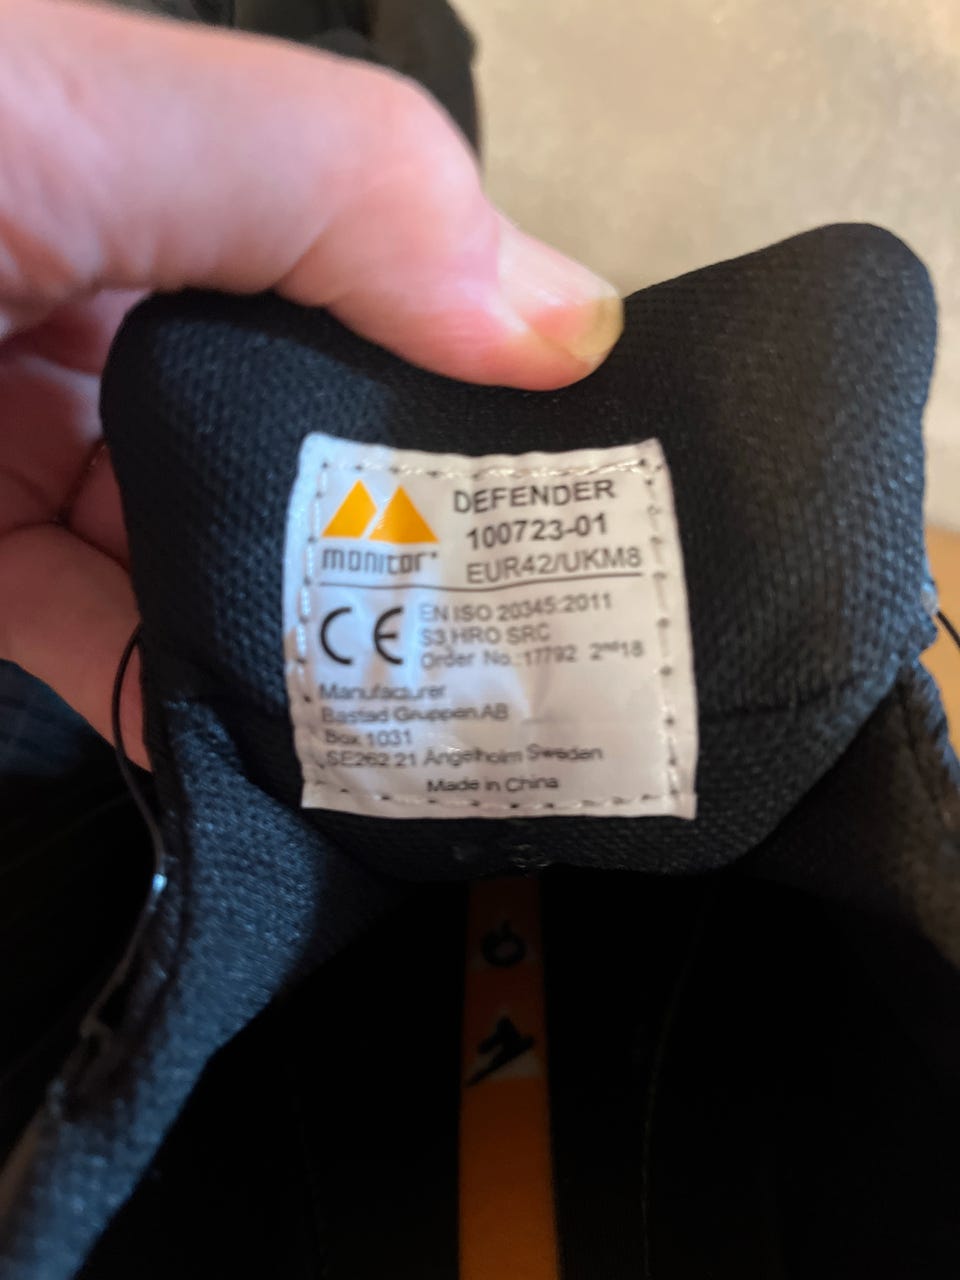 DEFENDER
100723-01
monitor
EUR42/UKM8
CE
EN ISO 20345:2011
S3 HRO SRC
Order No.:17792 2nd18
Manufacturer
Bastad Gruppen AB
Box 1031
SE262 21 Ängelholm Sweden
Made in China